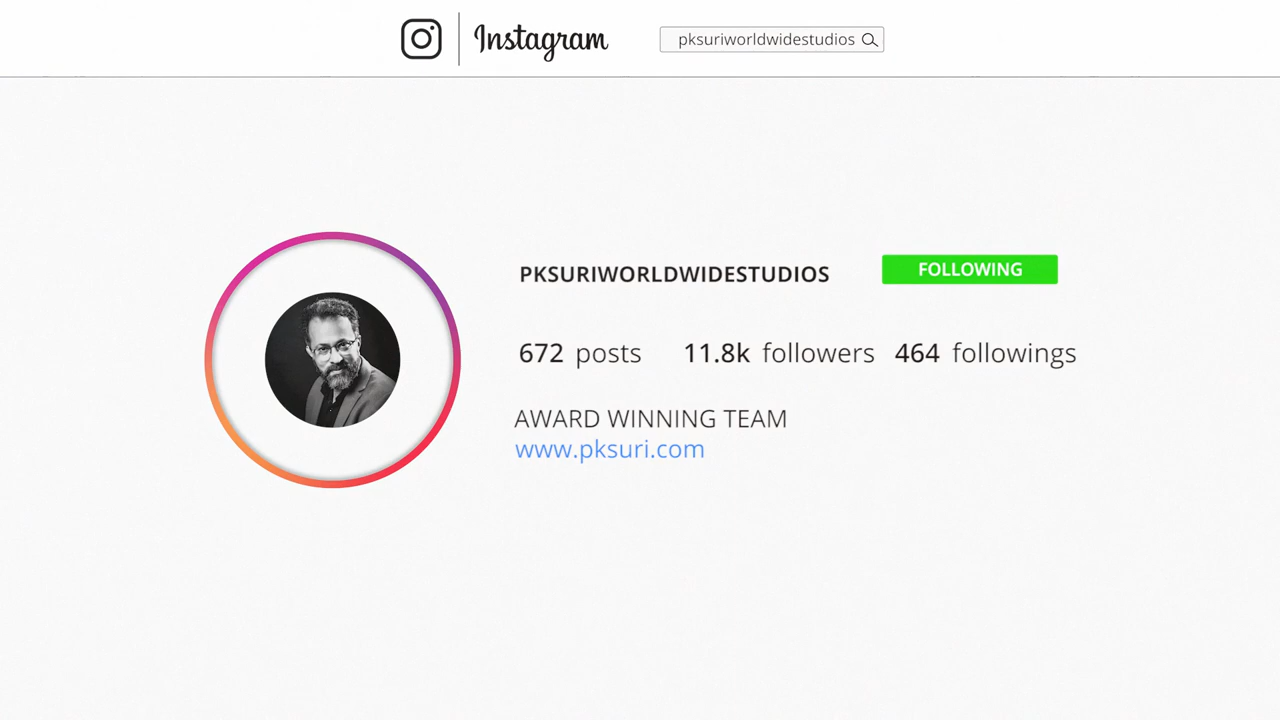 Instagram
pksuriworldwidestudios
PKSURIWORLDWIDESTUDIOS
FOLLOWING
672 posts 11.8k followers 464 followings
AWARD WINNING TEAM
www.pksuri.com